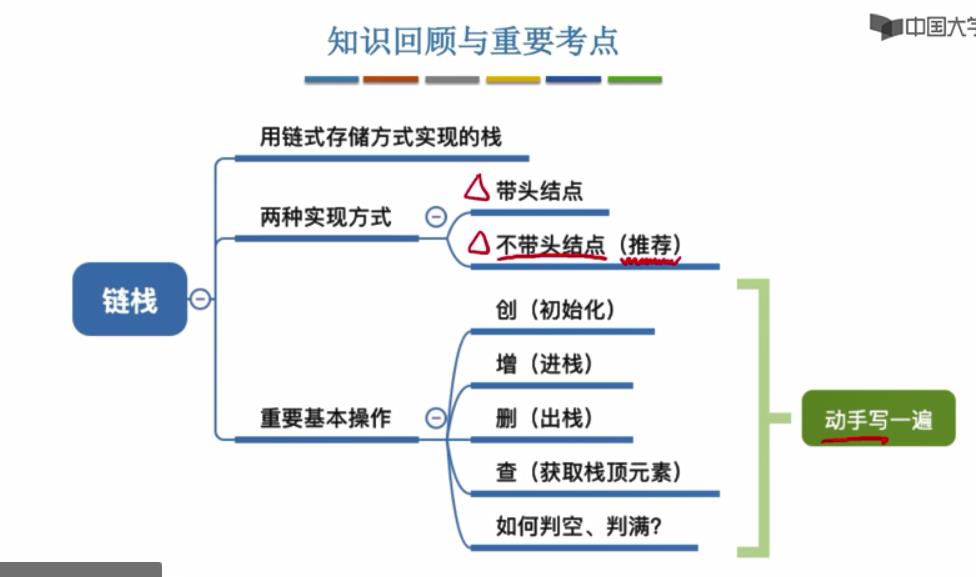 知识回顾与重要考点
中国大学
用链式存储方式实现的栈
两种实现方式
带头结点
不带头结点（推荐）
链栈
创（初始化）
增（进栈）
重要基本操作
删（出栈）
动手写一遍
查（获取栈顶元素）
如何判空、判满？